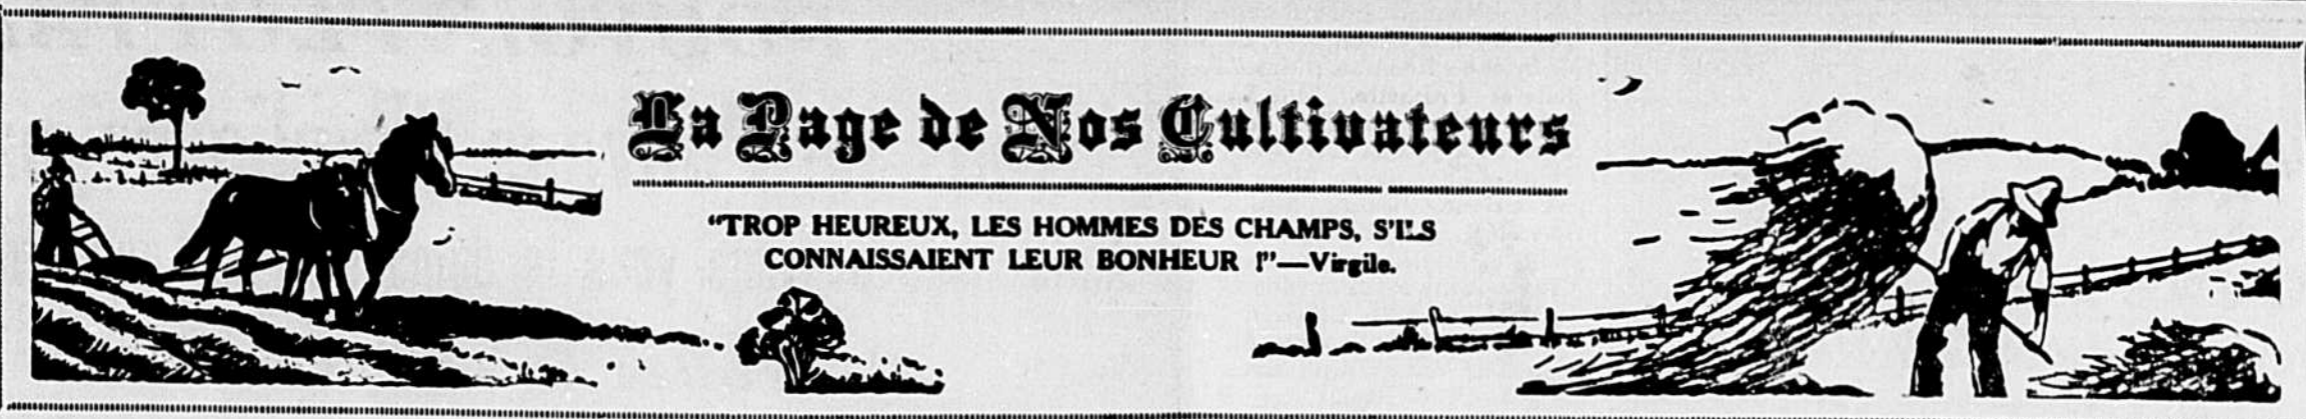 La Page de Nos Cultivateurs
“TROP HEUREUX, LES HOMMES DES CHAMPS, S'ILS
CONNAISSAIENT LEUR BONHEUR !”—Virgile.